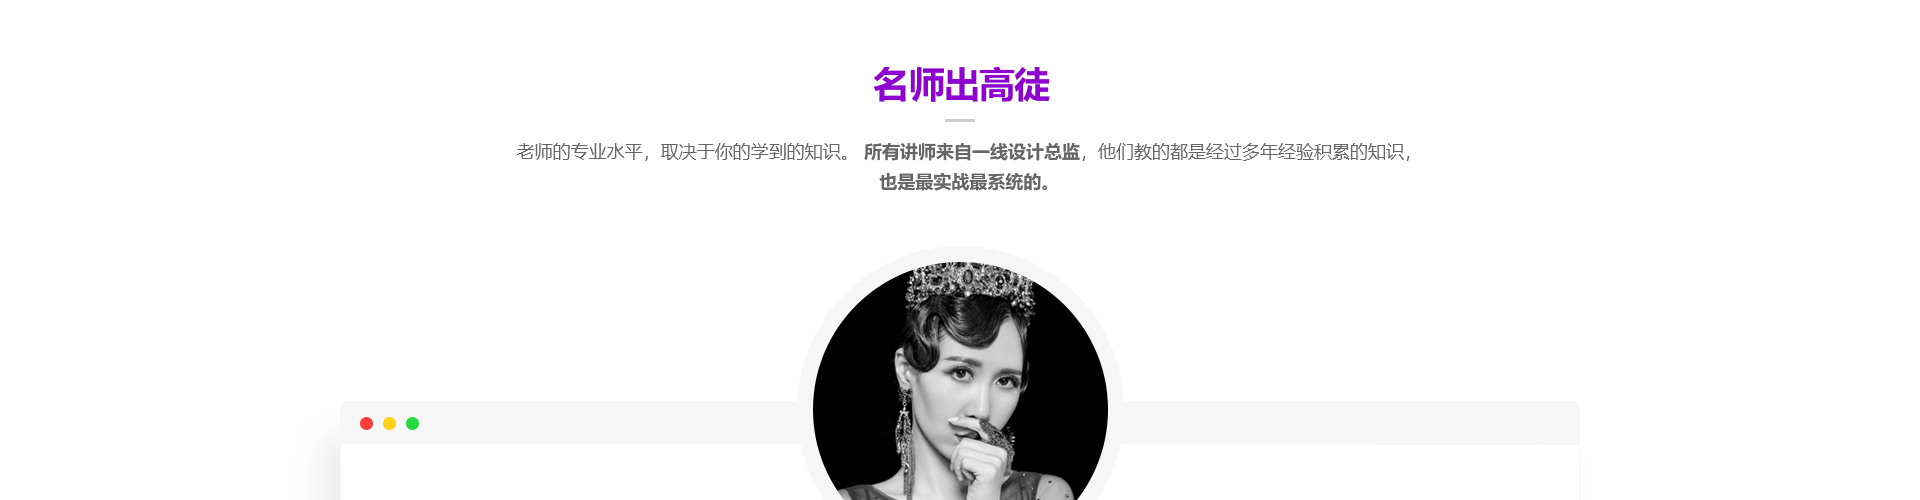 名师出高徒
老师的专业水平，取决于你的学到的知识。 所有讲师来自一线设计总监，他们教的都是经过多年经验积累的知识，
也是最实战最系统的。